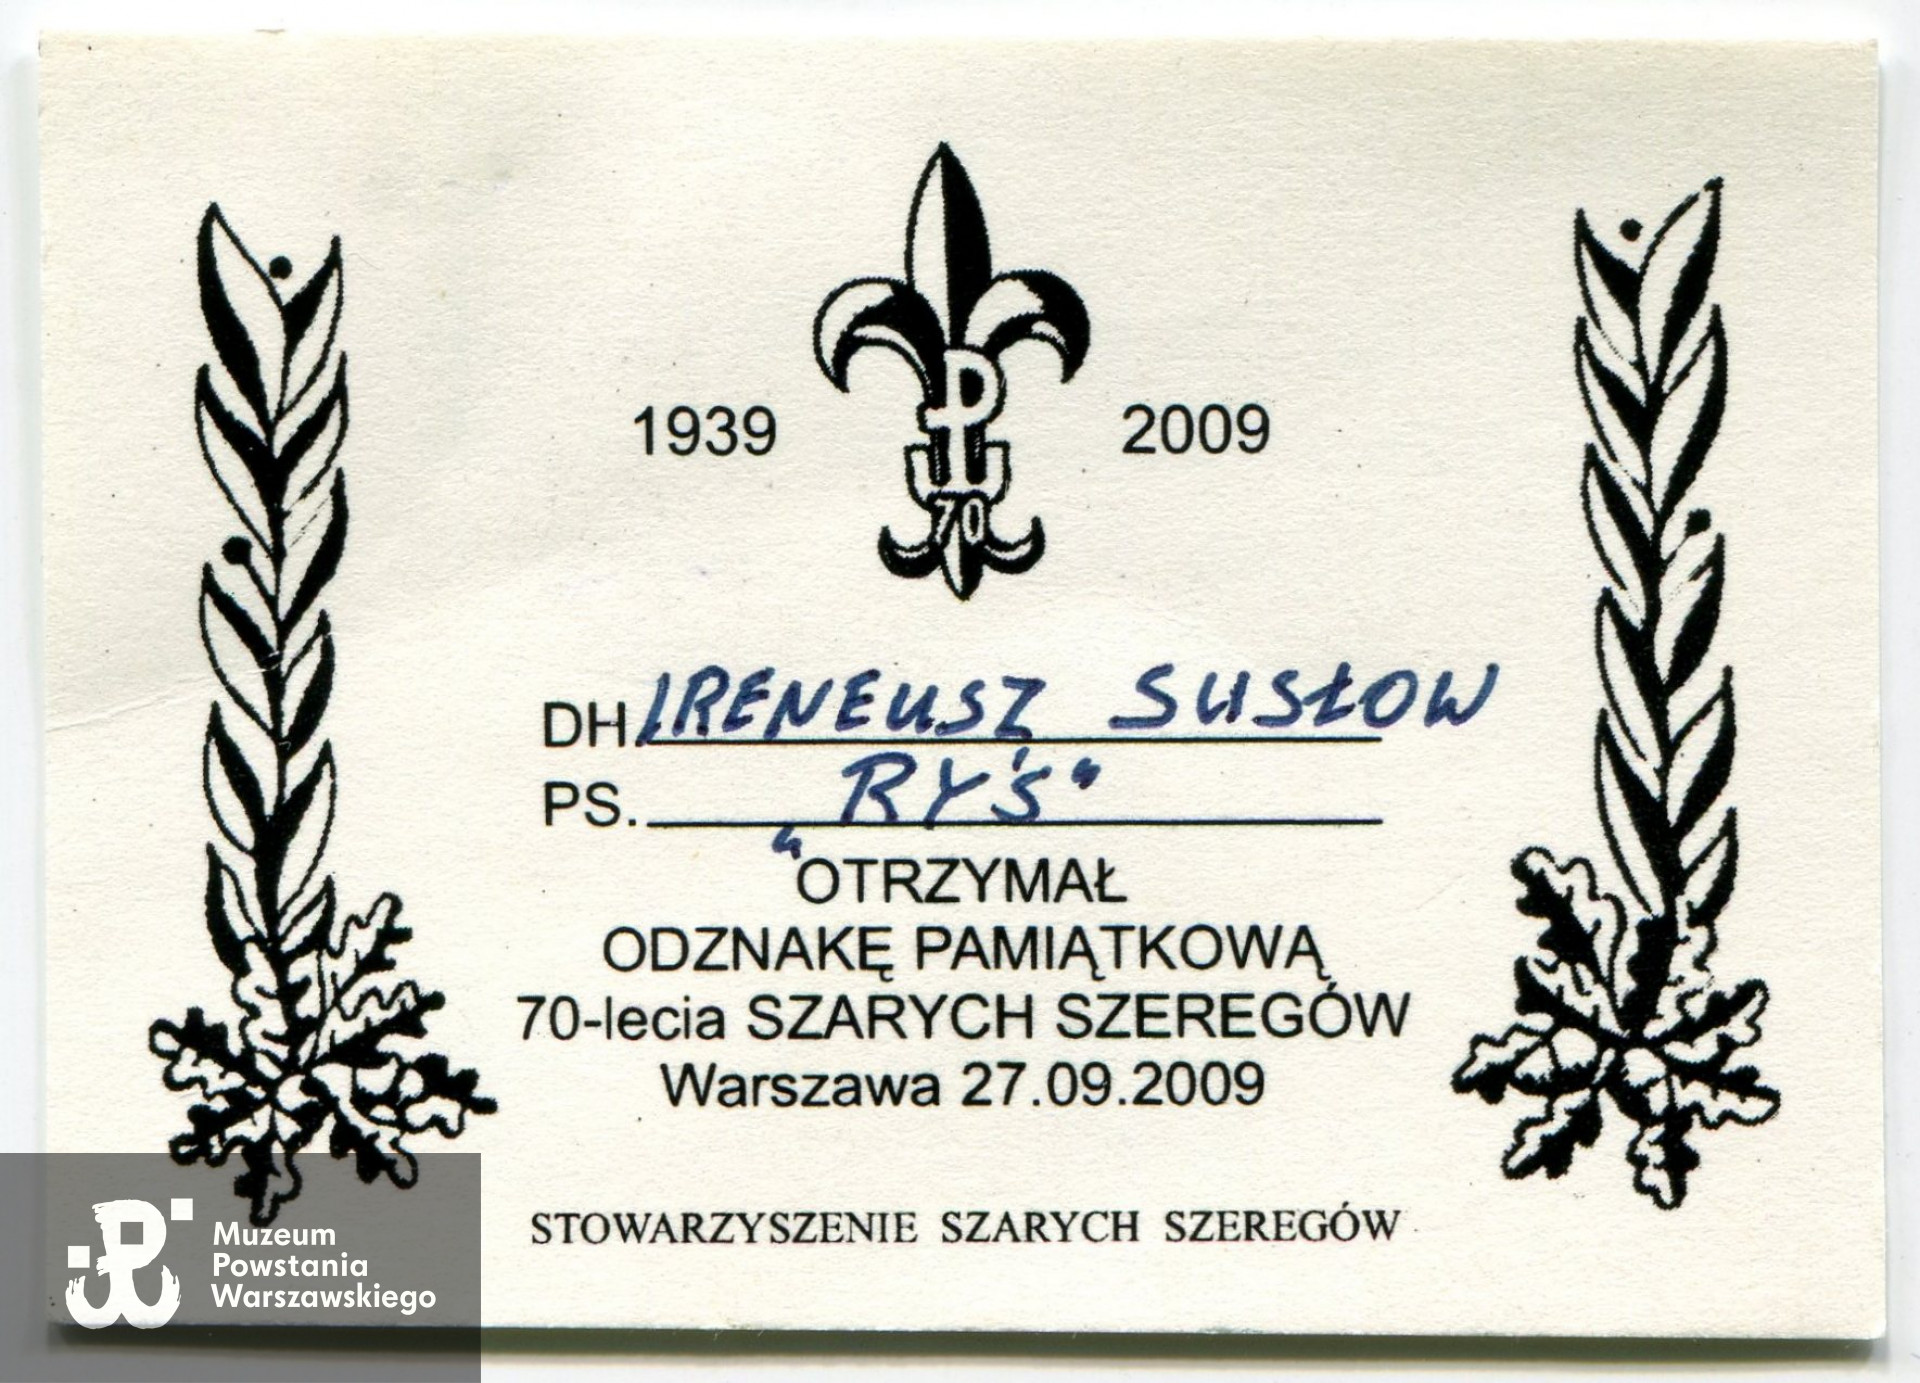 1939 2009
70
DH. IRENEUSZ SUSŁOW
PS. „RYŚ"
OTRZYMAŁ
ODZNAKĘ PAMIĄTKOWĄ
70-lecia SZARYCH SZEREGÓW
Warszawa 27.09.2009
STOWARZYSZENIE SZARYCH SZEREGÓW
Muzeum
Powstania
Warszawskiego